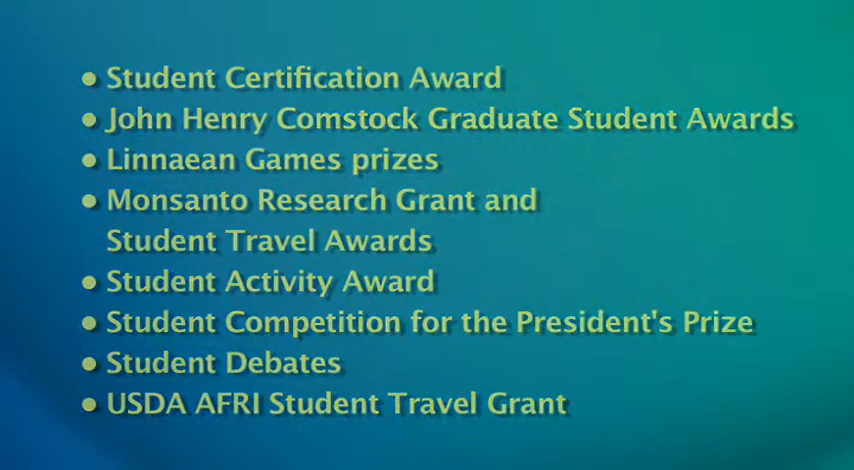 • Student Certification Award
• John Henry Comstock Graduate Student Awards
• Linnaean Games prizes
• Monsanto Research Grant and
Student Travel Awards
• Student Activity Award
• Student Competition for the President's Prize
• Student Debates
• USDA AFRI Student Travel Grant